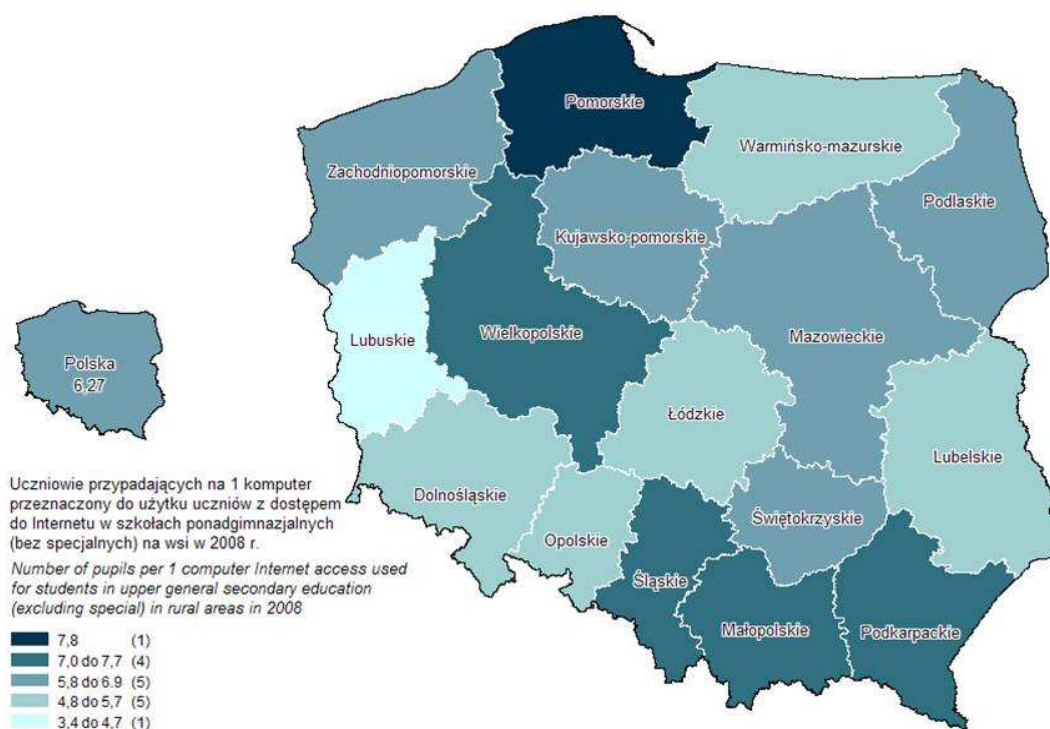 Pomorskie
Warmińsko-mazurskie
Zachodniopomorskie
Podlaskie
Kujawsko-pomorskie
Lubuskie
Wielkopolskie
Mazowieckie
Polska
6,27
Łódzkie
Lubelskie
Dolnośląskie
Świętokrzyskie
Opolskie
Śląskie
Małopolskie
Podkarpackie
Uczniowie przypadających na 1 komputer
przeznaczony do użytku uczniów z dostępem
do Internetu w szkołach ponadgimnazjalnych
(bez specjalnych) na wsi w 2008 r.
Number of pupils per 1 computer Internet access used
for students in upper general secondary education
(excluding special) in rural areas in 2008
7,8 (1)
7,0 do 7,7 (4)
5,8 do 6.9 (5)
4,8 do 5,7 (5)
3,4 do 4,7 (1)